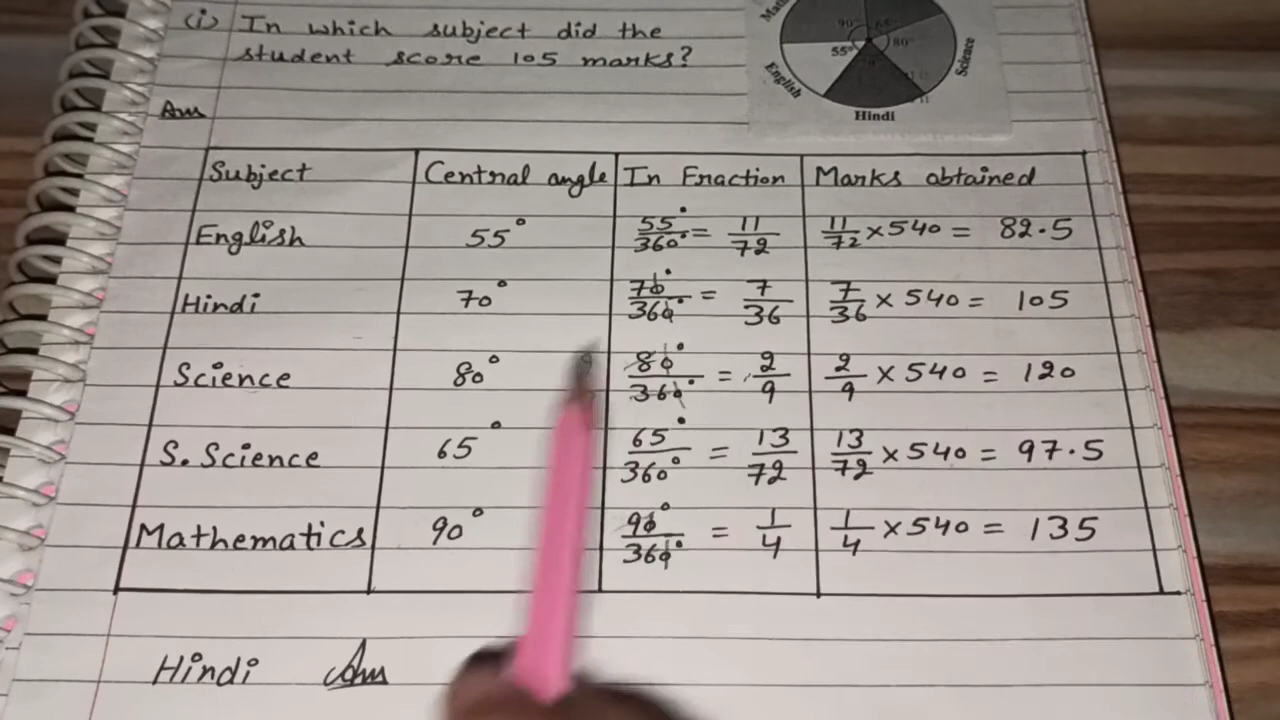 (i) In which subject did the
student score 105 marks?
90° 65°
55° 80°
English
Science
Hindi
Ans
Subject Central angle In Fraction Marks obtained
English 55° 55°/360° = 11/72 11/72 × 540 = 82.5
Hindi 70° 70°/360° = 7/36 7/36 × 540 = 105
Science 80° 80°/360° = 2/9 2/9 × 540 = 120
S. Science 65° 65°/360° = 13/72 13/72 × 540 = 97.5
Mathematics 90° 90°/360° = 1/4 1/4 × 540 = 135
Hindi Ans